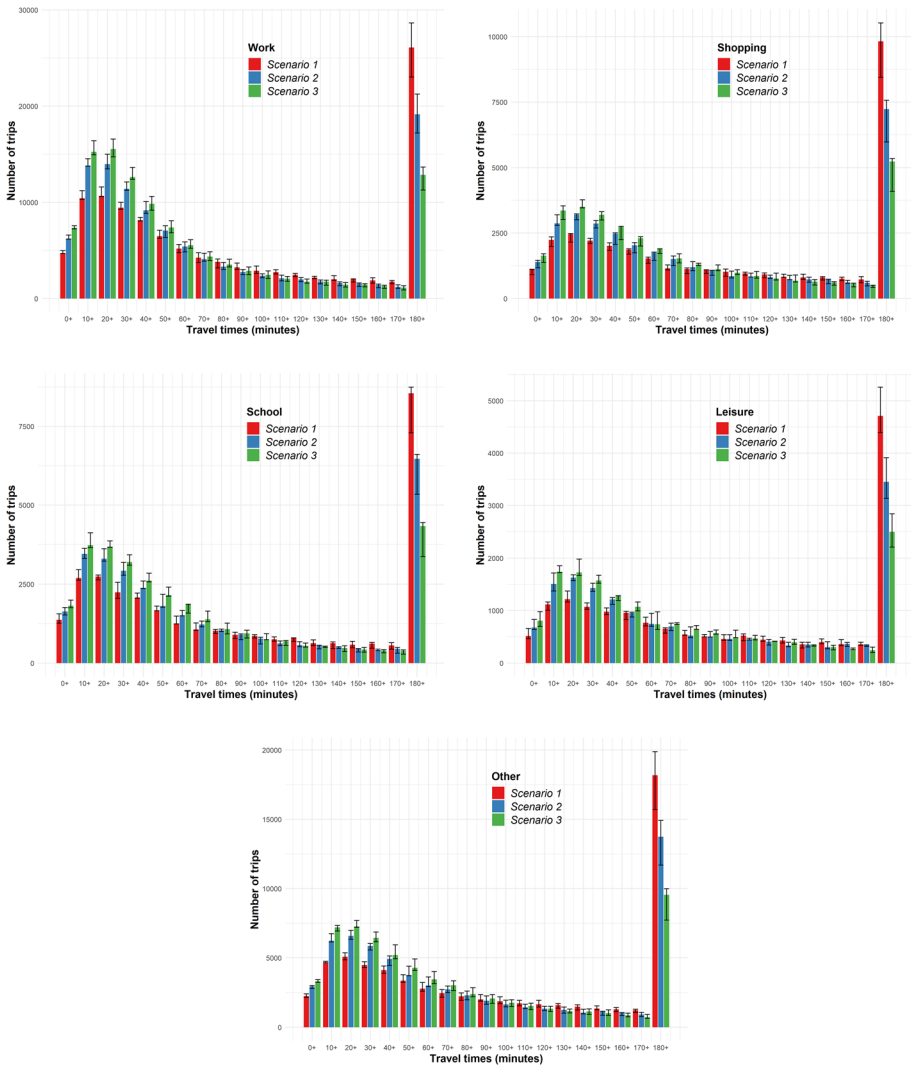 30000
20000
10000
0
Number of trips
Work
Scenario 1
Scenario 2
Scenario 3
0+ 10+ 20+ 30+ 40+ 50+ 60+ 70+ 80+ 90+ 100+ 110+ 120+ 130+ 140+ 150+ 160+ 170+ 180+
Travel times (minutes)
10000
7500
5000
2500
0
Number of trips
Shopping
Scenario 1
Scenario 2
Scenario 3
0+ 10+ 20+ 30+ 40+ 50+ 60+ 70+ 80+ 90+ 100+ 110+ 120+ 130+ 140+ 150+ 160+ 170+ 180+
Travel times (minutes)
7500
5000
2500
0
Number of trips
School
Scenario 1
Scenario 2
Scenario 3
0+ 10+ 20+ 30+ 40+ 50+ 60+ 70+ 80+ 90+ 100+ 110+ 120+ 130+ 140+ 150+ 160+ 170+ 180+
Travel times (minutes)
5000
4000
3000
2000
1000
0
Number of trips
Leisure
Scenario 1
Scenario 2
Scenario 3
0+ 10+ 20+ 30+ 40+ 50+ 60+ 70+ 80+ 90+ 100+ 110+ 120+ 130+ 140+ 150+ 160+ 170+ 180+
Travel times (minutes)
20000
15000
10000
5000
0
Number of trips
Other
Scenario 1
Scenario 2
Scenario 3
0+ 10+ 20+ 30+ 40+ 50+ 60+ 70+ 80+ 90+ 100+ 110+ 120+ 130+ 140+ 150+ 160+ 170+ 180+
Travel times (minutes)